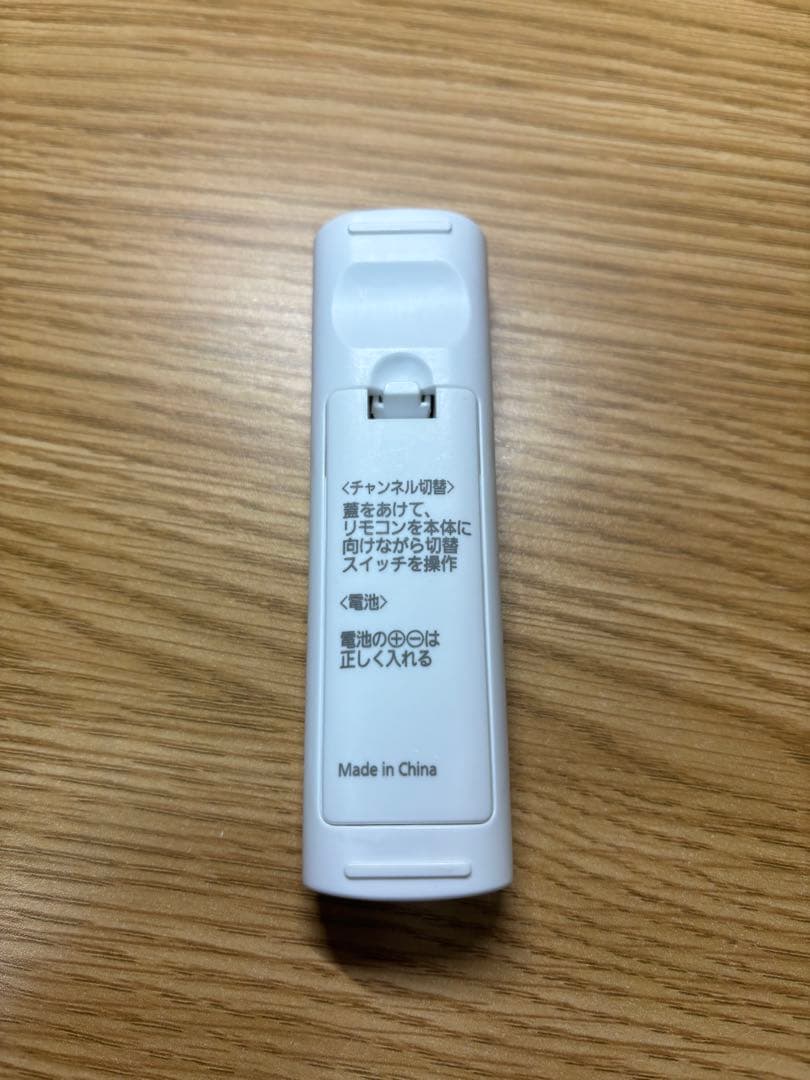 <チャンネル切替>
蓋をあけて、
リモコンを本体に
向けながら切替
スイッチを操作
<電池>
電池の⊕⊖は
正しく入れる
Made in China